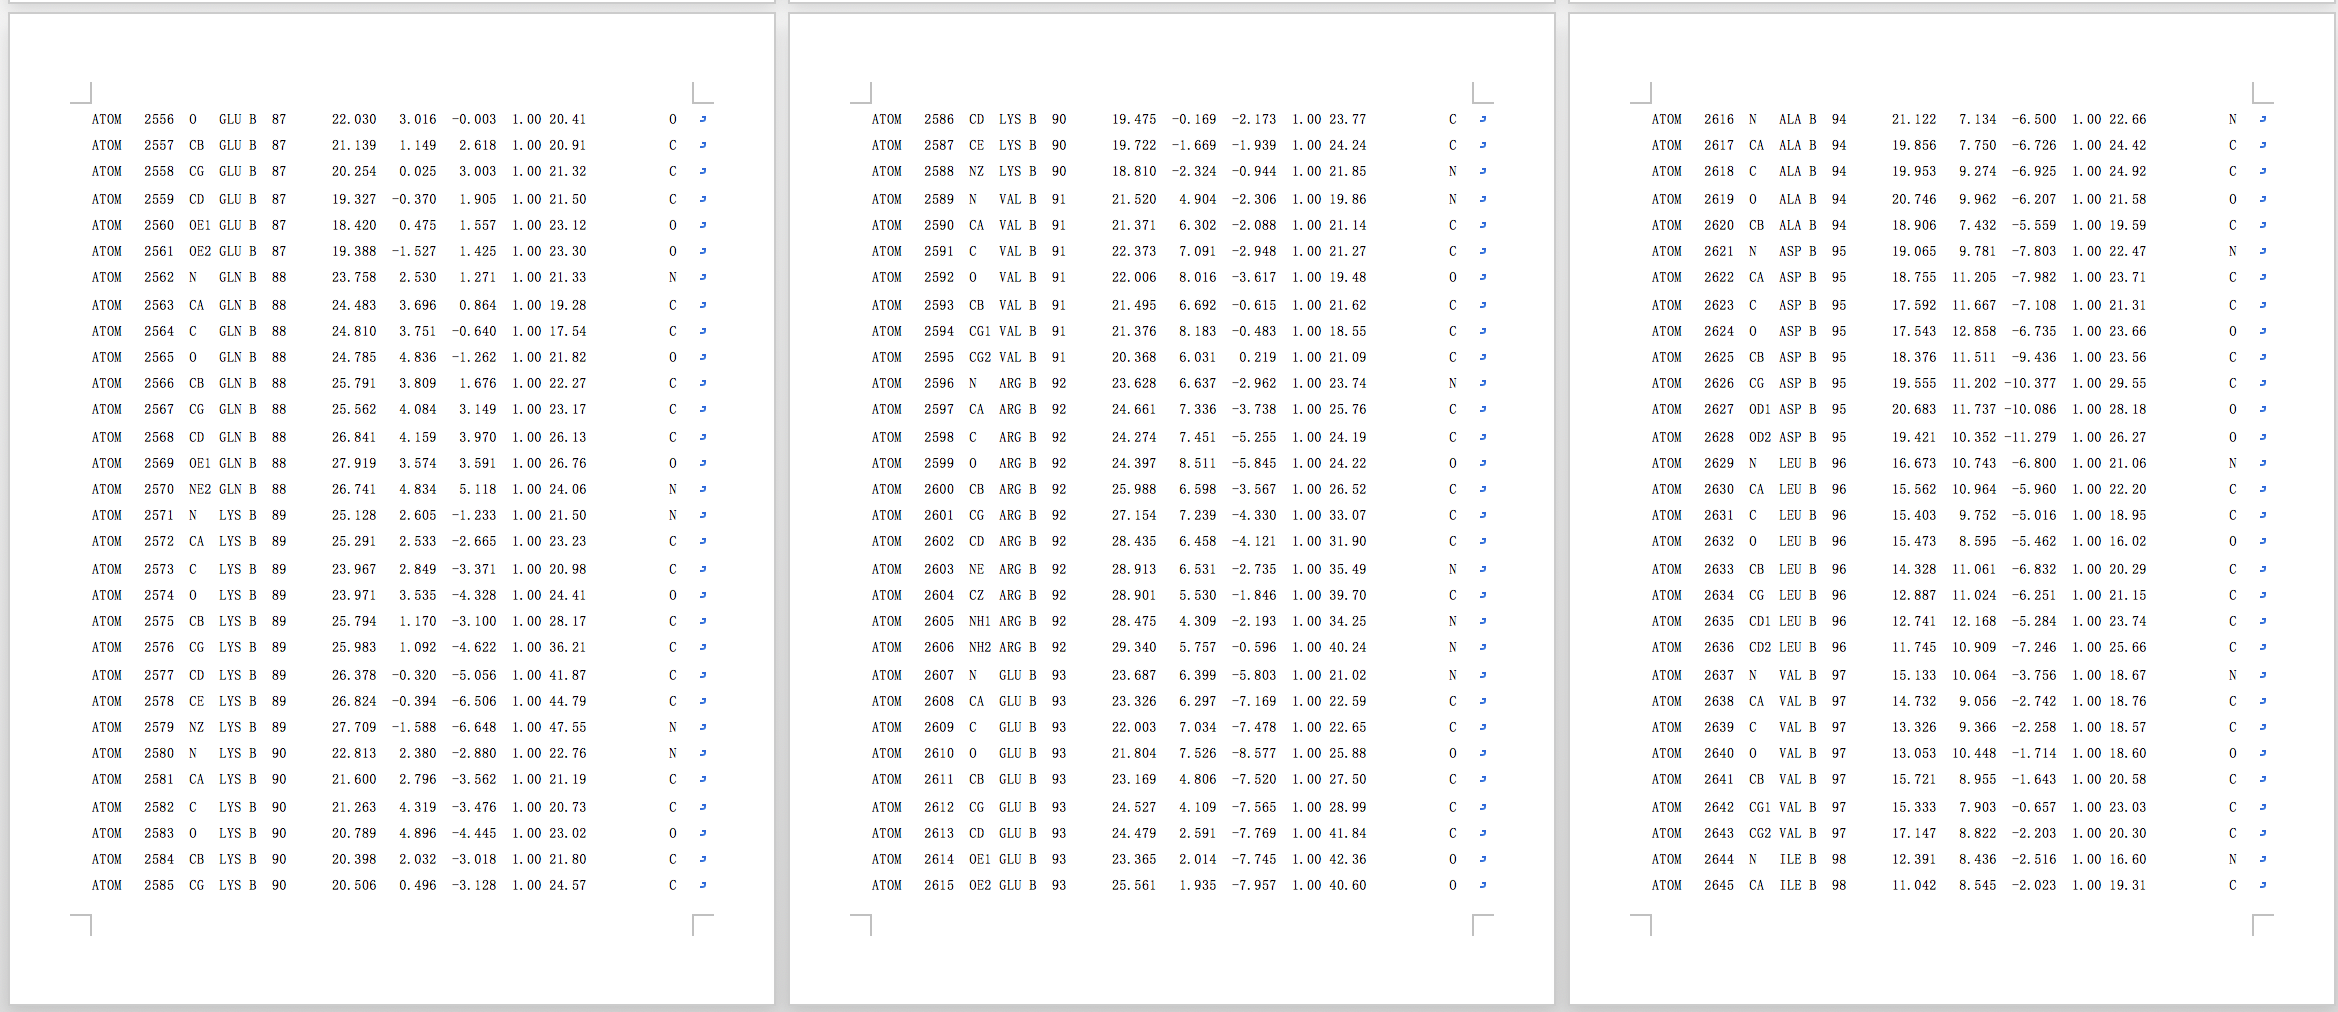 ATOM   2556  O   GLU B  87      22.030   3.016  -0.003  1.00 20.41           O
ATOM   2557  CB  GLU B  87      21.139   1.149   2.618  1.00 20.91           C
ATOM   2558  CG  GLU B  87      20.254   0.025   3.003  1.00 21.32           C
ATOM   2559  CD  GLU B  87      19.327  -0.370   1.905  1.00 21.50           C
ATOM   2560  OE1 GLU B  87      18.420   0.475   1.557  1.00 23.12           O
ATOM   2561  OE2 GLU B  87      19.388  -1.527   1.425  1.00 23.30           O
ATOM   2562  N   GLN B  88      23.758   2.530   1.271  1.00 21.33           N
ATOM   2563  CA  GLN B  88      24.483   3.696   0.864  1.00 19.28           C
ATOM   2564  C   GLN B  88      24.810   3.751  -0.640  1.00 17.54           C
ATOM   2565  O   GLN B  88      24.785   4.836  -1.262  1.00 21.82           O
ATOM   2566  CB  GLN B  88      25.791   3.809   1.676  1.00 22.27           C
ATOM   2567  CG  GLN B  88      25.562   4.084   3.149  1.00 23.17           C
ATOM   2568  CD  GLN B  88      26.841   4.159   3.970  1.00 26.13           C
ATOM   2569  OE1 GLN B  88      27.919   3.574   3.591  1.00 26.76           O
ATOM   2570  NE2 GLN B  88      26.741   4.834   5.118  1.00 24.06           N
ATOM   2571  N   LYS B  89      25.128   2.605  -1.233  1.00 21.50           N
ATOM   2572  CA  LYS B  89      25.291   2.533  -2.665  1.00 23.23           C
ATOM   2573  C   LYS B  89      23.967   2.849  -3.371  1.00 20.98           C
ATOM   2574  O   LYS B  89      23.971   3.535  -4.328  1.00 24.41           O
ATOM   2575  CB  LYS B  89      25.794   1.170  -3.100  1.00 28.17           C
ATOM   2576  CG  LYS B  89      25.983   1.092  -4.622  1.00 36.21           C
ATOM   2577  CD  LYS B  89      26.378  -0.320  -5.056  1.00 41.87           C
ATOM   2578  CE  LYS B  89      26.824  -0.394  -6.506  1.00 44.79           C
ATOM   2579  NZ  LYS B  89      27.709  -1.588  -6.648  1.00 47.55           N
ATOM   2580  N   LYS B  90      22.813   2.380  -2.880  1.00 22.76           N
ATOM   2581  CA  LYS B  90      21.600   2.796  -3.562  1.00 21.19           C
ATOM   2582  C   LYS B  90      21.263   4.319  -3.476  1.00 20.73           C
ATOM   2583  O   LYS B  90      20.789   4.896  -4.445  1.00 23.02           O
ATOM   2584  CB  LYS B  90      20.398   2.032  -3.018  1.00 21.80           C
ATOM   2585  CG  LYS B  90      20.506   0.496  -3.128  1.00 24.57           C
ATOM   2586  CD  LYS B  90      19.475  -0.169  -2.173  1.00 23.77           C
ATOM   2587  CE  LYS B  90      19.722  -1.669  -1.939  1.00 24.24           C
ATOM   2588  NZ  LYS B  90      18.810  -2.324  -0.944  1.00 21.85           N
ATOM   2589  N   VAL B  91      21.520   4.904  -2.306  1.00 19.86           N
ATOM   2590  CA  VAL B  91      21.371   6.302  -2.088  1.00 21.14           C
ATOM   2591  C   VAL B  91      22.373   7.091  -2.948  1.00 21.27           C
ATOM   2592  O   VAL B  91      22.006   8.016  -3.617  1.00 19.48           O
ATOM   2593  CB  VAL B  91      21.495   6.692  -0.615  1.00 21.62           C
ATOM   2594  CG1 VAL B  91      21.376   8.183  -0.483  1.00 18.55           C
ATOM   2595  CG2 VAL B  91      20.368   6.031   0.219  1.00 21.09           C
ATOM   2596  N   ARG B  92      23.628   6.637  -2.962  1.00 23.74           N
ATOM   2597  CA  ARG B  92      24.661   7.336  -3.738  1.00 25.76           C
ATOM   2598  C   ARG B  92      24.274   7.451  -5.255  1.00 24.19           C
ATOM   2599  O   ARG B  92      24.397   8.511  -5.845  1.00 24.22           O
ATOM   2600  CB  ARG B  92      25.988   6.598  -3.567  1.00 26.52           C
ATOM   2601  CG  ARG B  92      27.154   7.239  -4.330  1.00 33.07           C
ATOM   2602  CD  ARG B  92      28.435   6.458  -4.121  1.00 31.90           C
ATOM   2603  NE  ARG B  92      28.913   6.531  -2.735  1.00 35.49           N
ATOM   2604  CZ  ARG B  92      28.901   5.530  -1.846  1.00 39.70           C
ATOM   2605  NH1 ARG B  92      28.475   4.309  -2.193  1.00 34.25           N
ATOM   2606  NH2 ARG B  92      29.340   5.757  -0.596  1.00 40.24           N
ATOM   2607  N   GLU B  93      23.687   6.399  -5.803  1.00 21.02           N
ATOM   2608  CA  GLU B  93      23.326   6.297  -7.169  1.00 22.59           C
ATOM   2609  C   GLU B  93      22.003   7.034  -7.478  1.00 22.65           C
ATOM   2610  O   GLU B  93      21.804   7.526  -8.577  1.00 25.88           O
ATOM   2611  CB  GLU B  93      23.169   4.806  -7.520  1.00 27.50           C
ATOM   2612  CG  GLU B  93      24.527   4.109  -7.565  1.00 28.99           C
ATOM   2613  CD  GLU B  93      24.479   2.591  -7.769  1.00 41.84           C
ATOM   2614  OE1 GLU B  93      23.365   2.014  -7.745  1.00 42.36           O
ATOM   2615  OE2 GLU B  93      25.561   1.935  -7.957  1.00 40.60           O
ATOM   2616  N   ALA B  94      21.122   7.134  -6.500  1.00 22.66           N
ATOM   2617  CA  ALA B  94      19.856   7.750  -6.726  1.00 24.42           C
ATOM   2618  C   ALA B  94      19.953   9.274  -6.925  1.00 24.92           C
ATOM   2619  O   ALA B  94      20.746   9.962  -6.207  1.00 21.58           O
ATOM   2620  CB  ALA B  94      18.906   7.432  -5.559  1.00 19.59           C
ATOM   2621  N   ASP B  95      19.065   9.781  -7.803  1.00 22.47           N
ATOM   2622  CA  ASP B  95      18.755  11.205  -7.982  1.00 23.71           C
ATOM   2623  C   ASP B  95      17.592  11.667  -7.108  1.00 21.31           C
ATOM   2624  O   ASP B  95      17.543  12.858  -6.735  1.00 23.66           O
ATOM   2625  CB  ASP B  95      18.376  11.511  -9.436  1.00 23.56           C
ATOM   2626  CG  ASP B  95      19.555  11.202 -10.377  1.00 29.55           C
ATOM   2627  OD1 ASP B  95      20.683  11.737 -10.086  1.00 28.18           O
ATOM   2628  OD2 ASP B  95      19.421  10.352 -11.279  1.00 26.27           O
ATOM   2629  N   LEU B  96      16.673  10.743  -6.800  1.00 21.06           N
ATOM   2630  CA  LEU B  96      15.562  10.964  -5.960  1.00 22.20           C
ATOM   2631  C   LEU B  96      15.403   9.752  -5.016  1.00 18.95           C
ATOM   2632  O   LEU B  96      15.473   8.595  -5.462  1.00 16.02           O
ATOM   2633  CB  LEU B  96      14.328  11.061  -6.832  1.00 20.29           C
ATOM   2634  CG  LEU B  96      12.887  11.024  -6.251  1.00 21.15           C
ATOM   2635  CD1 LEU B  96      12.741  12.168  -5.284  1.00 23.74           C
ATOM   2636  CD2 LEU B  96      11.745  10.909  -7.246  1.00 25.66           C
ATOM   2637  N   VAL B  97      15.133  10.064  -3.756  1.00 18.67           N
ATOM   2638  CA  VAL B  97      14.732   9.056  -2.742  1.00 18.76           C
ATOM   2639  C   VAL B  97      13.326   9.366  -2.258  1.00 18.57           C
ATOM   2640  O   VAL B  97      13.053  10.448  -1.714  1.00 18.60           O
ATOM   2641  CB  VAL B  97      15.721   8.955  -1.643  1.00 20.58           C
ATOM   2642  CG1 VAL B  97      15.333   7.903  -0.657  1.00 23.03           C
ATOM   2643  CG2 VAL B  97      17.147   8.822  -2.203  1.00 20.30           C
ATOM   2644  N   ILE B  98      12.391   8.436  -2.516  1.00 16.60           N
ATOM   2645  CA  ILE B  98      11.042   8.545  -2.023  1.00 19.31           C